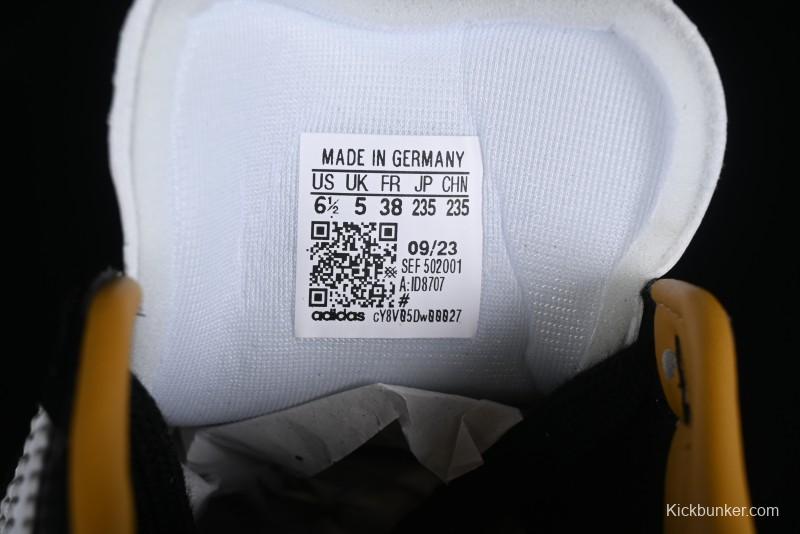 MADE IN GERMANY
US UK FR JP CHN
6½ 5 38 235 235
09/23
SEF 502001
A:ID8707
#
adidas cY8V05Dw00027
Kickbunker.com